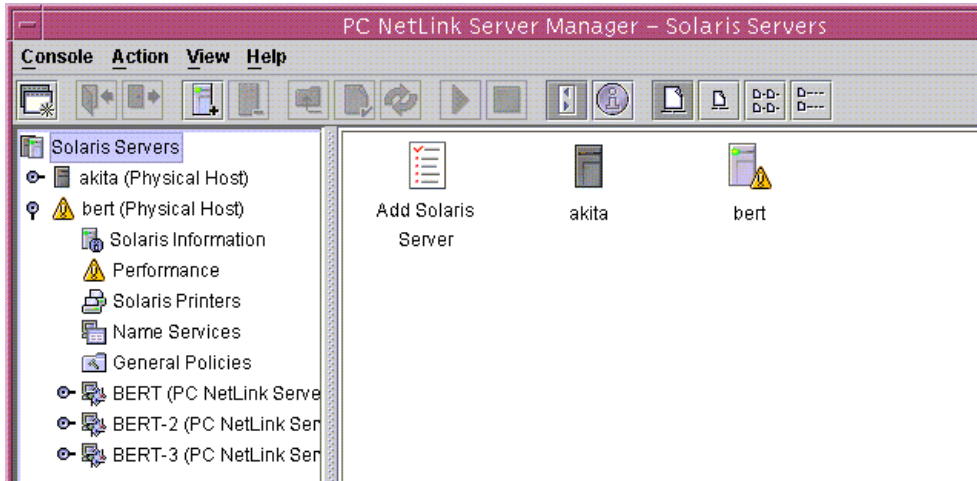 PC NetLink Server Manager – Solaris Servers
Console Action View Help
Solaris Servers
akita (Physical Host)
bert (Physical Host)
Solaris Information
Performance
Solaris Printers
Name Services
General Policies
BERT (PC NetLink Serve
BERT-2 (PC NetLink Ser
BERT-3 (PC NetLink Ser
Add Solaris
Server
akita
bert